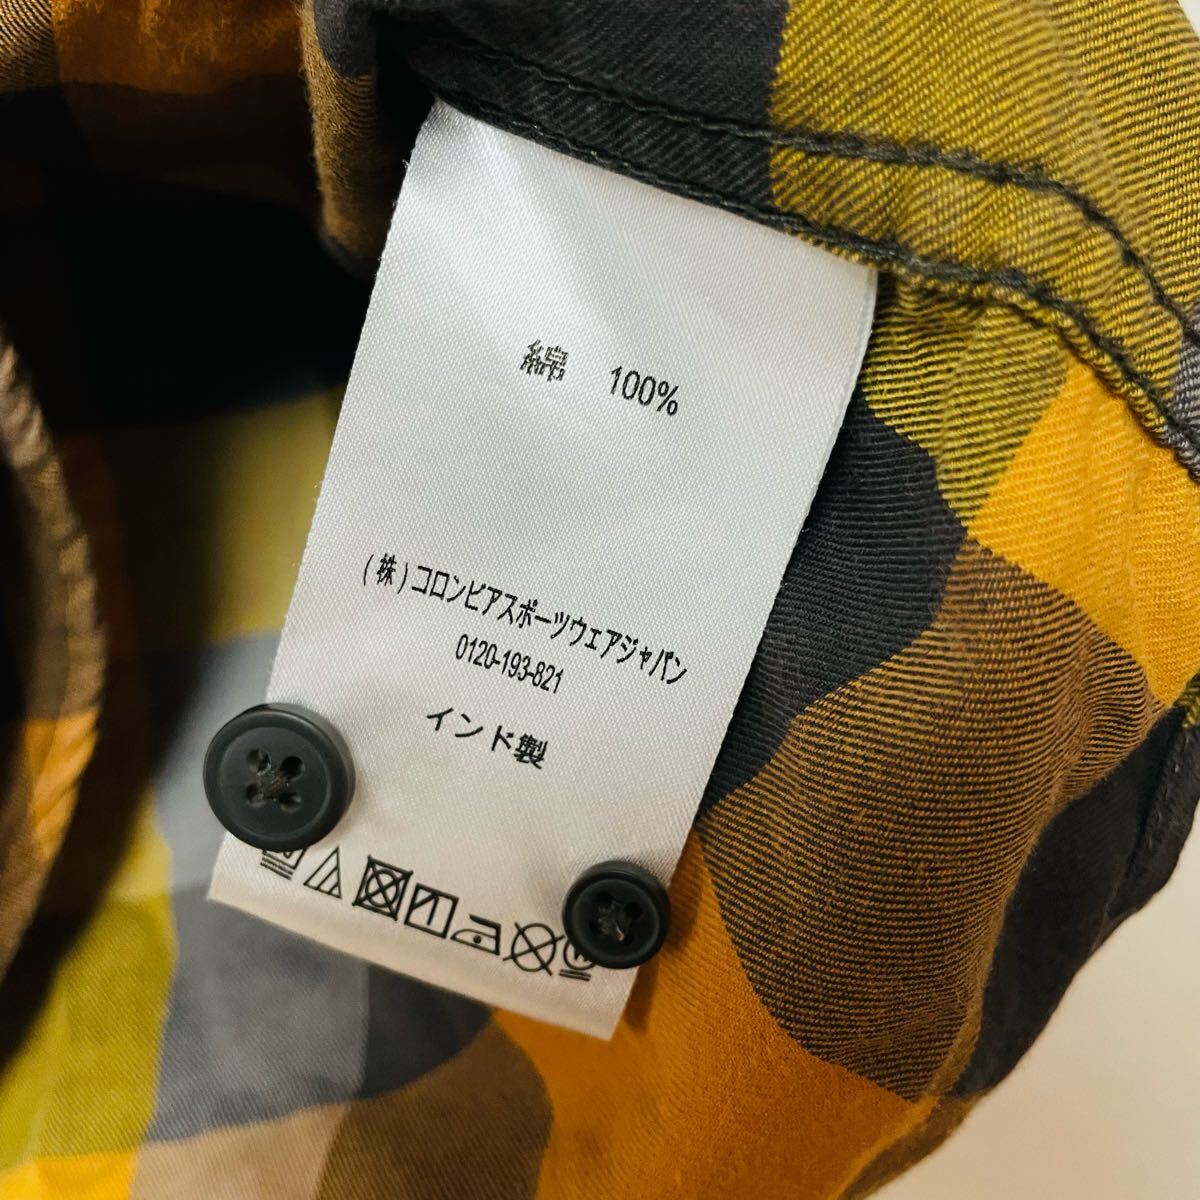 綿 100%
(株)コロンビアスポーツウェアジャパン
0120-193-821
インド製